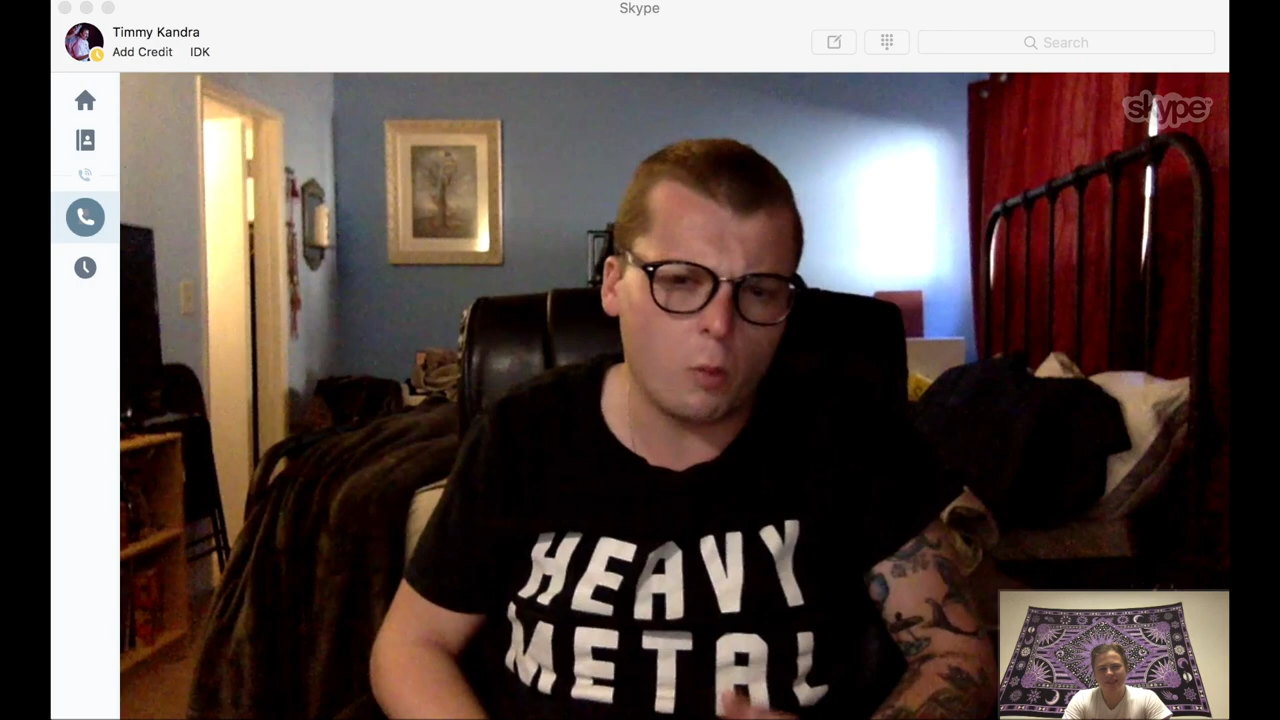 Skype
Timmy Kandra
Add Credit IDK
Search
skype
HEAVY
METAL